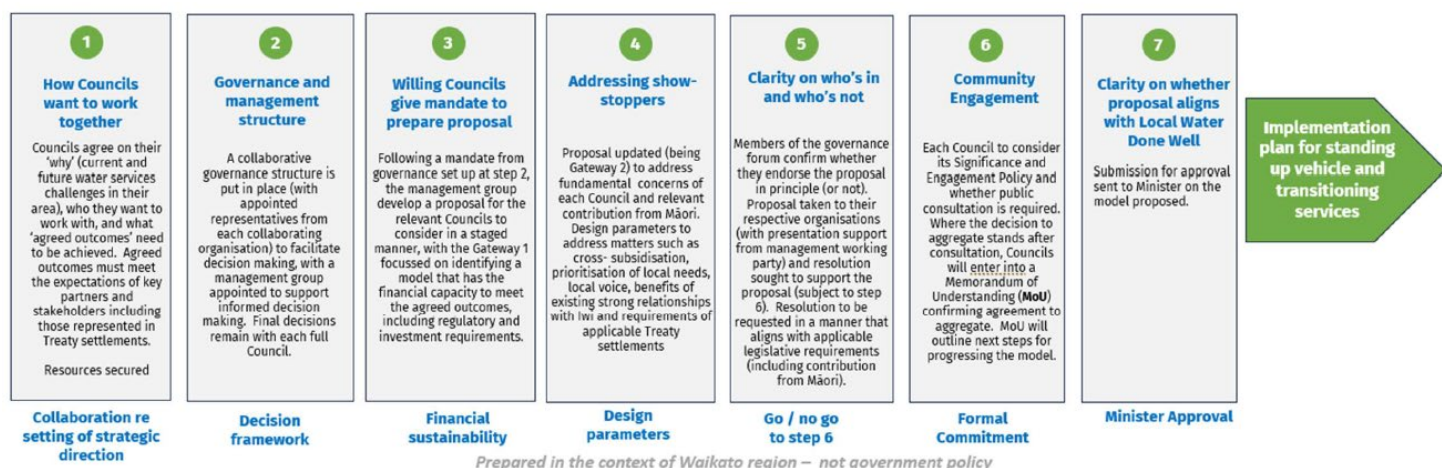 1
How Councils
want to work
together
Councils agree on their
'why' (current and
future water services
challenges in their
area), who they want to
work with, and what
'agreed outcomes' need
to be achieved. Agreed
outcomes must meet
the expectations of key
partners and
stakeholders including
those represented in
Treaty settlements.
Resources secured
Collaboration re
setting of strategic
direction
2
Governance and
management
structure
A collaborative
governance structure is
put in place (with
appointed
representatives from
each collaborating
organisation) to facilitate
decision making, with a
management group
appointed to support
informed decision
making. Final decisions
remain with each full
Council.
Decision
framework
3
Willing Councils
give mandate to
prepare proposal
Following a mandate from
governance set up at step 2,
the management group
develop a proposal for the
relevant Councils to
consider in a staged
manner, with the Gateway 1
focussed on identifying a
model that has the
financial capacity to meet
the agreed outcomes,
including regulatory and
investment requirements.
Financial
sustainability
4
Addressing show-
stoppers
Proposal updated (being
Gateway 2) to address
fundamental concerns of
each Council and relevant
contribution from Māori.
Design parameters to
address matters such as
cross- subsidisation,
prioritisation of local needs,
local voice, benefits of
existing strong relationships
with Iwi and requirements of
applicable Treaty
settlements
Design
parameters
5
Clarity on who's in
and who's not
Members of the governance
forum confirm whether
they endorse the proposal
in principle (or not).
Proposal taken to their
respective organisations
(with presentation support
from management working
party) and resolution
sought to support the
proposal (subject to step
6). Resolution to be
requested in a manner that
aligns with applicable
legislative requirements
(including contribution
from Māori).
Go / no go
to step 6
6
Community
Engagement
Each Council to consider
its Significance and
Engagement Policy and
whether public
consultation is required.
Where the decision to
aggregate stands after
consultation, Councils
will enter into a
Memorandum of
Understanding (MoU)
confirming agreement to
aggregate. MoU will
outline next steps for
progressing the model.
Formal
Commitment
7
Clarity on whether
proposal aligns
with Local Water
Done Well
Submission for approval
sent to Minister on the
model proposed.
Minister Approval
Implementation
plan for standing
up vehicle and
transitioning
services
Prepared in the context of Waikato region – not government policy